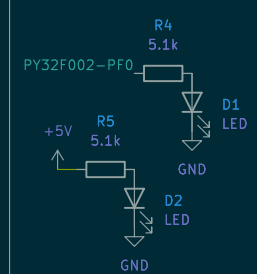 R4
5.1k
PY32F002-PF0
D1
LED
GND
+5V
R5
5.1k
D2
LED
GND